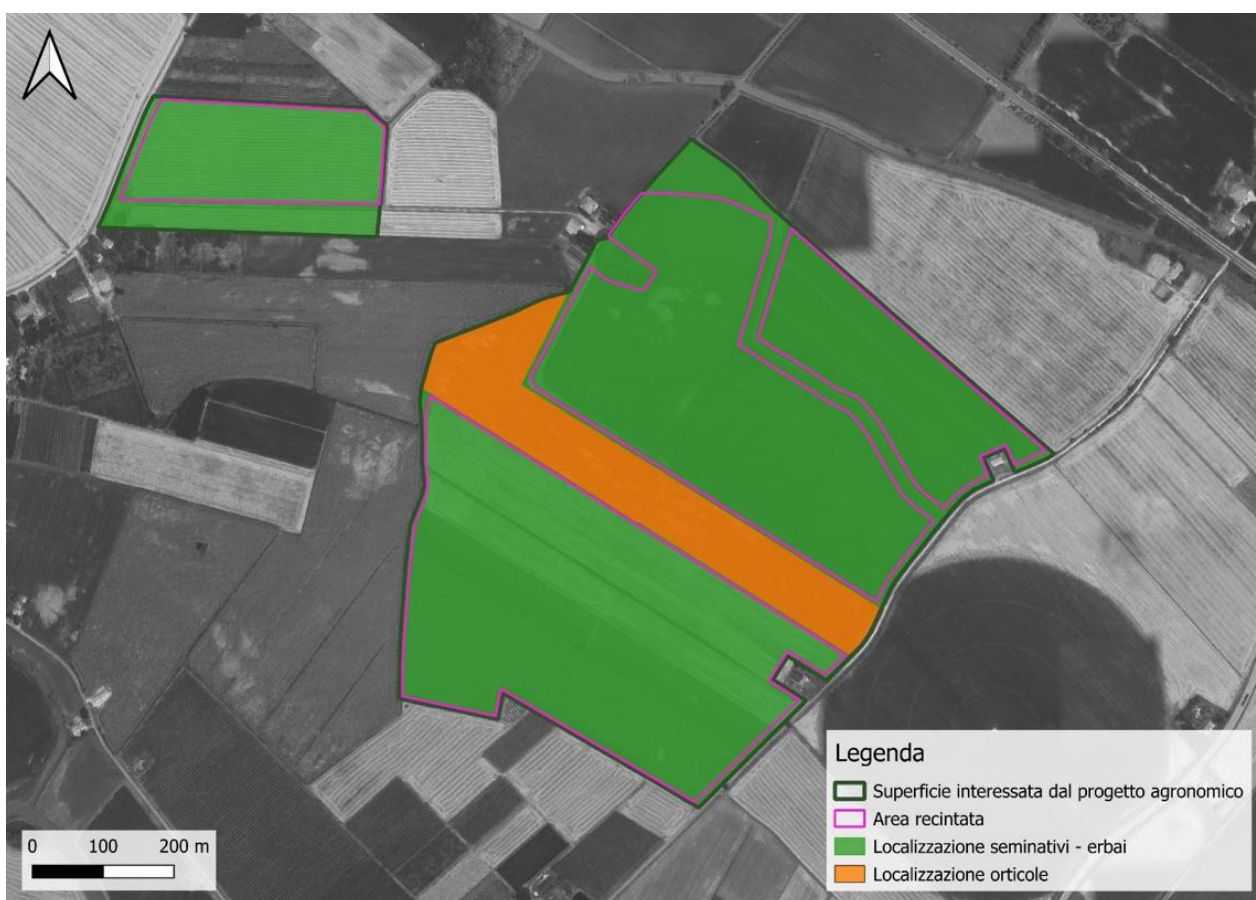 Legenda
Superficie interessata dal progetto agronomico
Area recintata
Localizzazione seminativi - erbai
Localizzazione orticole
0 100 200 m